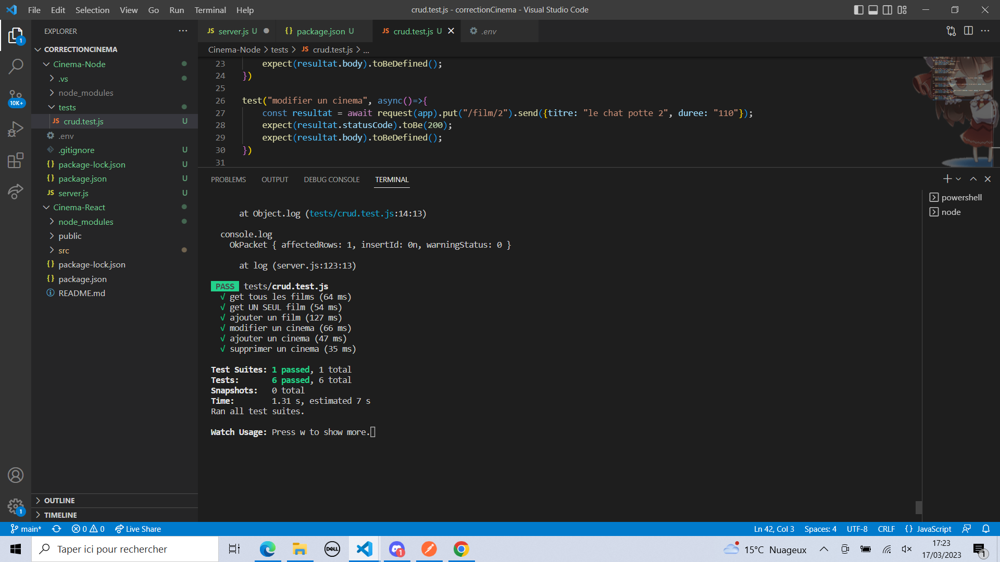 File Edit Selection View Go Run Terminal Help
crud.test.js - correctionCinema - Visual Studio Code
EXPLORER
JS server.js U
{} package.json U
JS crud.test.js U
.env
CORRECTIONCINEMA
Cinema-Node
.vs
node_modules
tests
JS crud.test.js U
.env
.gitignore U
{} package-lock.json U
{} package.json U
JS server.js U
Cinema-React
node_modules
public
src
{} package-lock.json
{} package.json
README.md
OUTLINE
TIMELINE
1
10K+
1
Cinema-Node > tests > JS crud.test.js > ...
23 expect(resultat.body).toBeDefined();
24 })
25
26 test("modifier un cinema", async()=>{
27 const resultat = await request(app).put("/film/2").send({titre: "le chat potte 2", duree: "110"});
28 expect(resultat.statusCode).toBe(200);
29 expect(resultat.body).toBeDefined();
30 })
31
PROBLEMS OUTPUT DEBUG CONSOLE TERMINAL
powershell
node
at Object.log (tests/crud.test.js:14:13)
console.log
OkPacket { affectedRows: 1, insertId: 0n, warningStatus: 0 }
at log (server.js:123:13)
PASS tests/crud.test.js
√ get tous les films (64 ms)
√ get UN SEUL film (54 ms)
√ ajouter un film (127 ms)
√ modifier un cinema (66 ms)
√ ajouter un cinema (47 ms)
√ supprimer un cinema (35 ms)
Test Suites: 1 passed, 1 total
Tests: 6 passed, 6 total
Snapshots: 0 total
Time: 1.31 s, estimated 7 s
Ran all test suites.
Watch Usage: Press w to show more.
main* 0 0 Live Share
Ln 42, Col 3 Spaces: 4 UTF-8 CRLF {} JavaScript
Taper ici pour rechercher
DELL
1
15°C Nuageux
17:23
17/03/2023
1